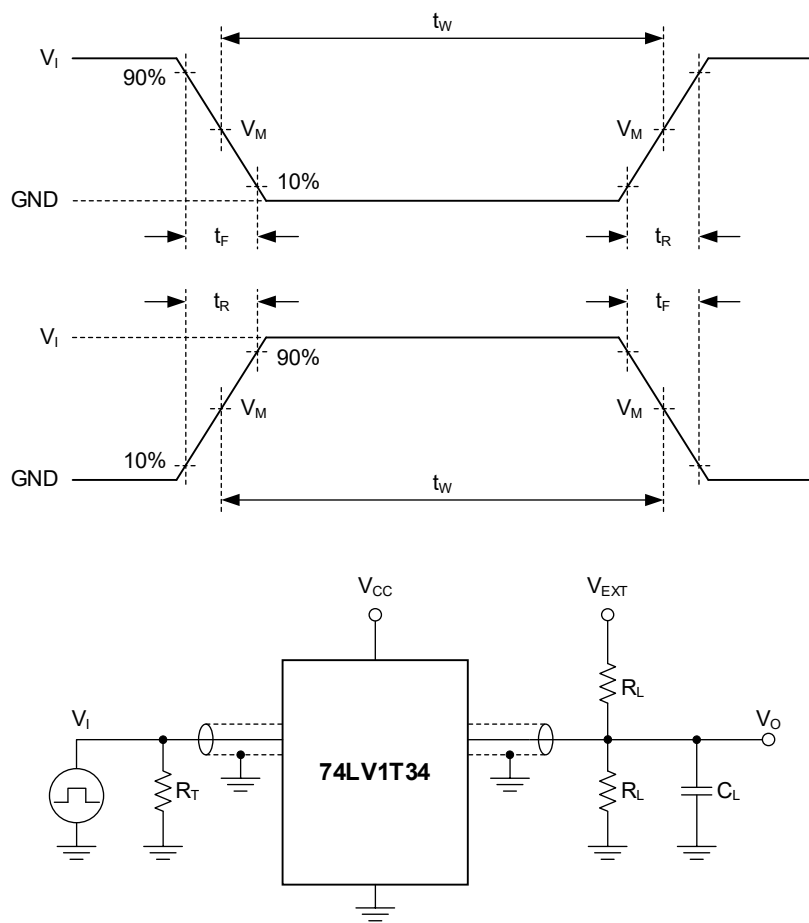 t_W
V_I
90%
V_M
V_M
10%
GND
t_F
t_R
t_R
t_F
V_I
90%
V_M
V_M
10%
GND
t_W
V_CC
V_EXT
R_L
V_I
V_O
74LV1T34
R_T
R_L
C_L